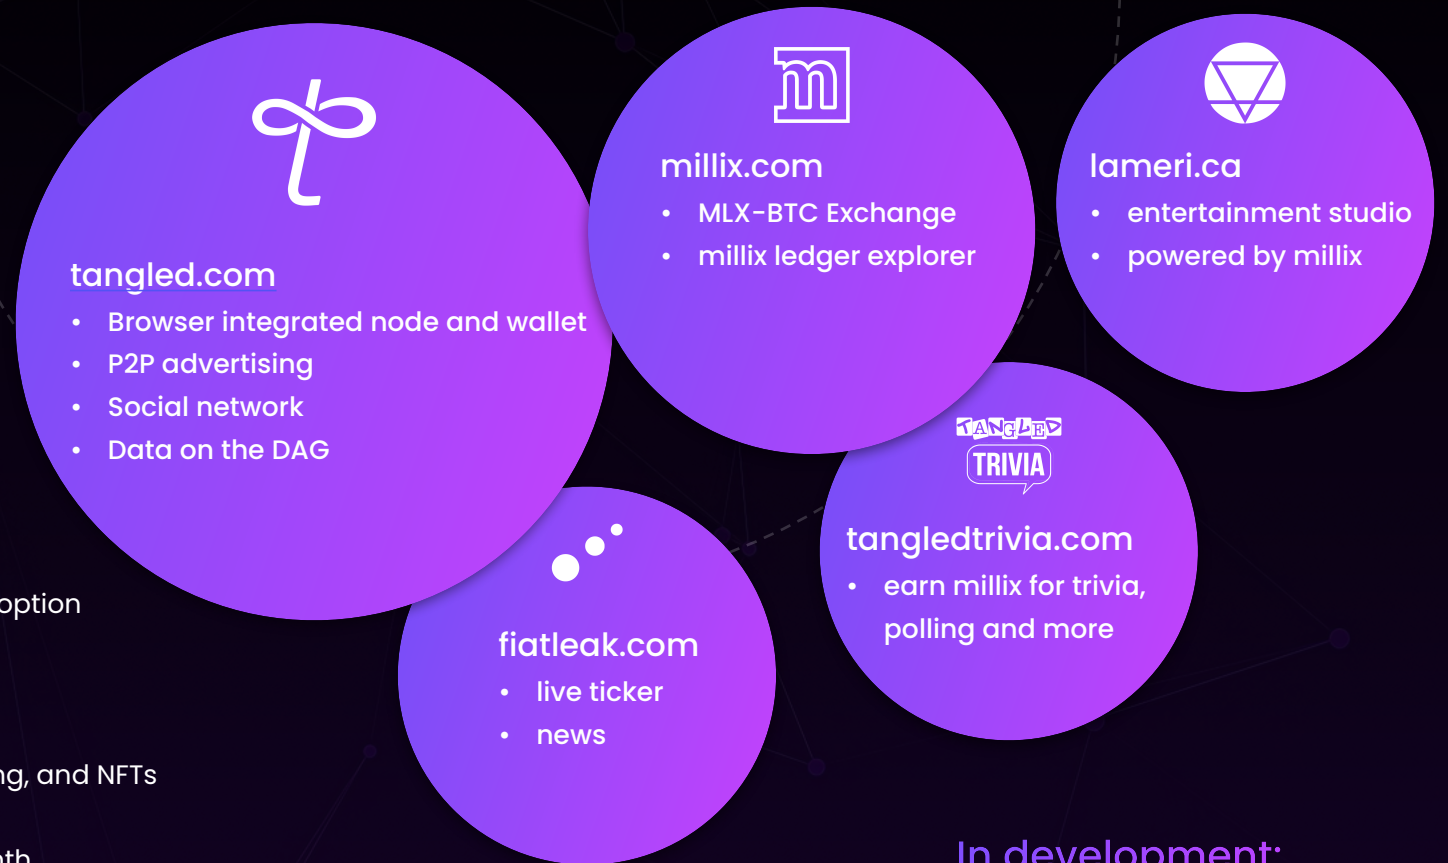 tangled.com
• Browser integrated node and wallet
• P2P advertising
• Social network
• Data on the DAG
m
millix.com
• MLX-BTC Exchange
• millix ledger explorer
lameri.ca
• entertainment studio
• powered by millix
TANGLED
TRIVIA
tangledtrivia.com
• earn millix for trivia,
polling and more
fiatleak.com
• live ticker
• news
option
ng, and NFTs
In development: